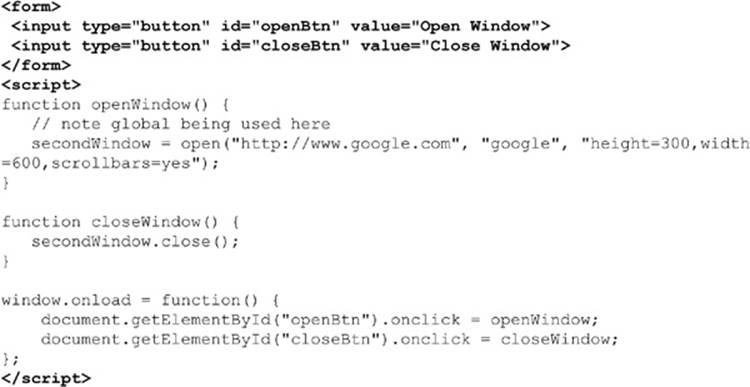 <form>
 <input type="button" id="openBtn" value="Open Window">
 <input type="button" id="closeBtn" value="Close Window">
</form>
<script>
function openWindow() {
   // note global being used here
   secondWindow = open("http://www.google.com", "google", "height=300,width
=600,scrollbars=yes");
}

function closeWindow() {
   secondWindow.close();
}

window.onload = function() {
    document.getElementById("openBtn").onclick = openWindow;
    document.getElementById("closeBtn").onclick = closeWindow;
};
</script>